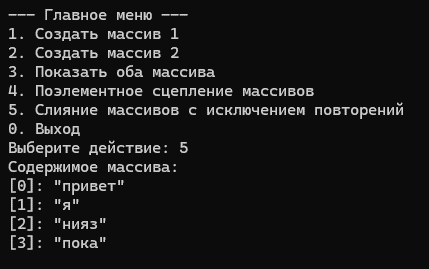 --- Главное меню ---
1. Создать массив 1
2. Создать массив 2
3. Показать оба массива
4. Поэлементное сцепление массивов
5. Слияние массивов с исключением повторений
0. Выход
Выберите действие: 5
Содержимое массива:
[0]: "привет"
[1]: "я"
[2]: "нияз"
[3]: "пока"